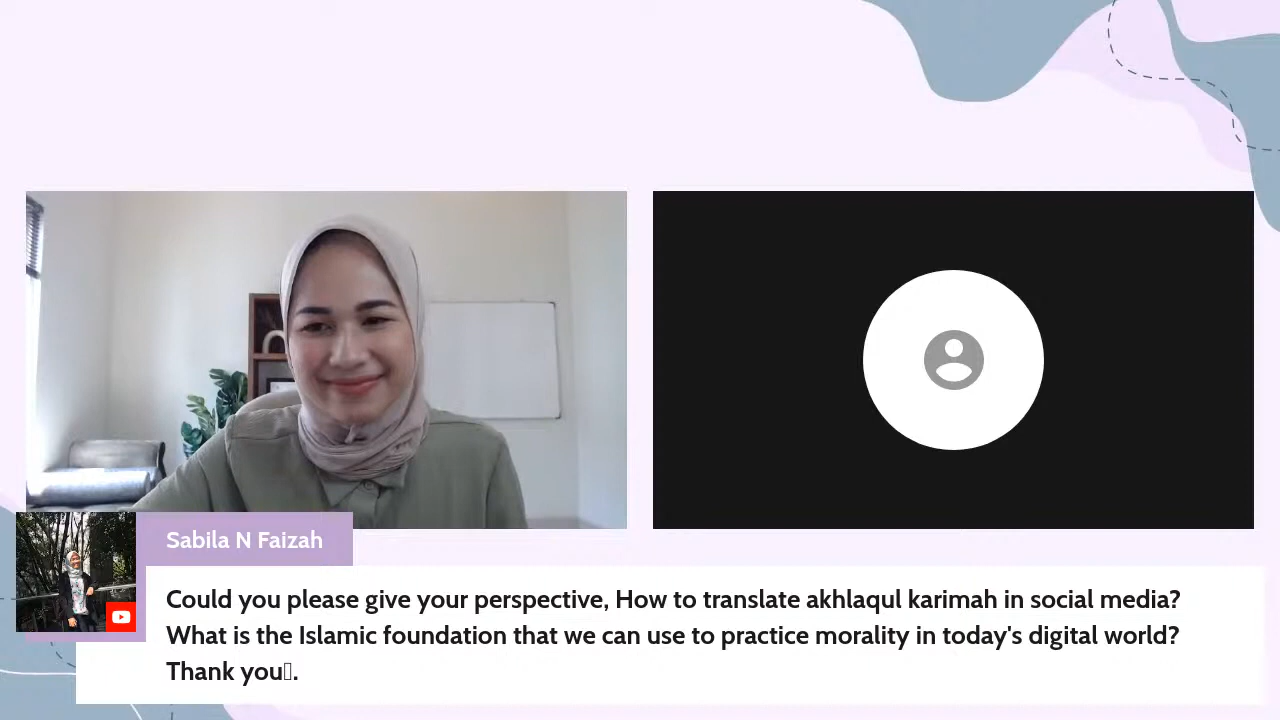 Sabila N Faizah
Could you please give your perspective, How to translate akhlaqul karimah in social media?
What is the Islamic foundation that we can use to practice morality in today's digital world?
Thank you▯.